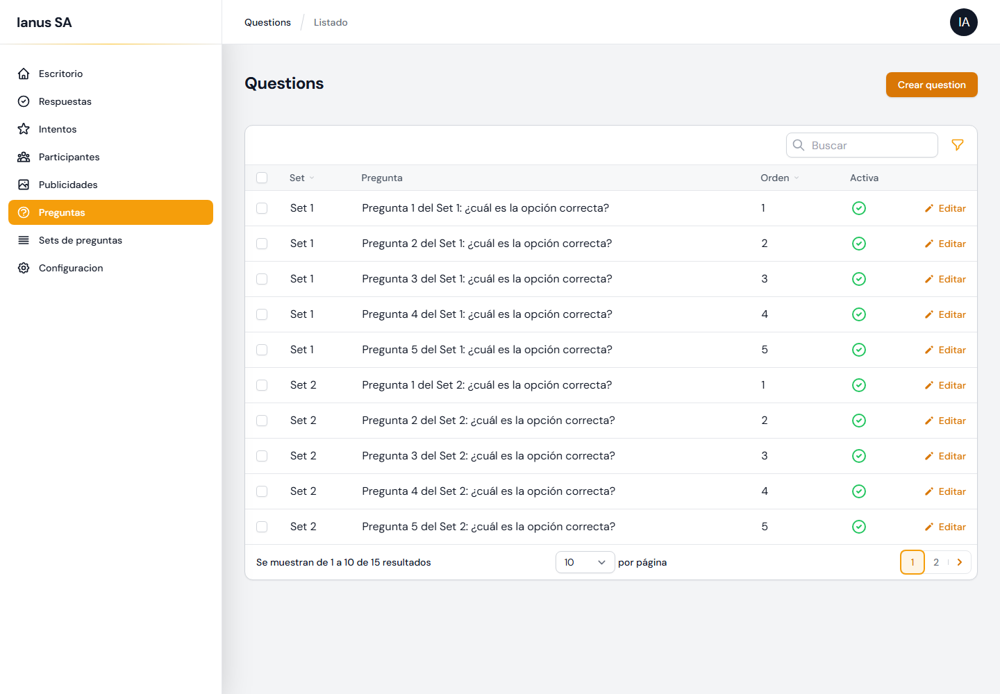 Ianus SA
Questions
Listado
IA
Escritorio
Respuestas
Intentos
Participantes
Publicidades
Preguntas
Sets de preguntas
Configuracion
Questions
Crear question
Buscar
Set Pregunta Orden Activa
Set 1 Pregunta 1 del Set 1: ¿cuál es la opción correcta? 1 Editar
Set 1 Pregunta 2 del Set 1: ¿cuál es la opción correcta? 2 Editar
Set 1 Pregunta 3 del Set 1: ¿cuál es la opción correcta? 3 Editar
Set 1 Pregunta 4 del Set 1: ¿cuál es la opción correcta? 4 Editar
Set 1 Pregunta 5 del Set 1: ¿cuál es la opción correcta? 5 Editar
Set 2 Pregunta 1 del Set 2: ¿cuál es la opción correcta? 1 Editar
Set 2 Pregunta 2 del Set 2: ¿cuál es la opción correcta? 2 Editar
Set 2 Pregunta 3 del Set 2: ¿cuál es la opción correcta? 3 Editar
Set 2 Pregunta 4 del Set 2: ¿cuál es la opción correcta? 4 Editar
Set 2 Pregunta 5 del Set 2: ¿cuál es la opción correcta? 5 Editar
Se muestran de 1 a 10 de 15 resultados 10 por página 1 2